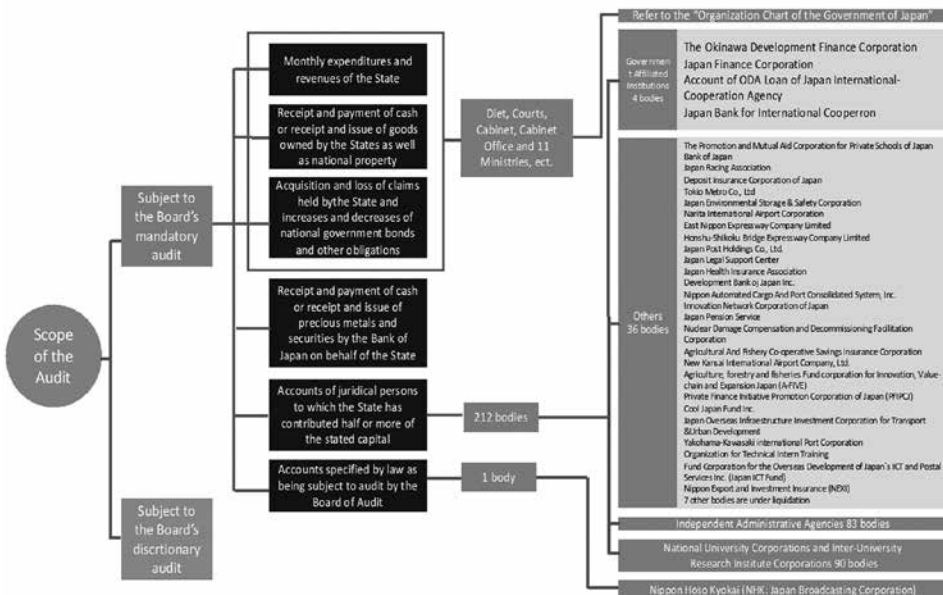 Scope
of the
Audit
Subject to
the Board's
mandatory
audit
Subject to
the Board's
discrtionary
audit
Monthly expenditures and
revenues of the State
Receipt and payment of cash
or receipt and issue of goods
owned by the States as well
as national property
Acquisition and loss of claims
held bythe State and
increases and decreases of
national government bonds
and other obligations
Receipt and payment of cash
or receipt and issue of
precious metals and
securities by the Bank of
Japan on behalf of the State
Accounts of juridical persons
to which the State has
contributed half or more of
the stated capital
Accounts specified by law as
being subject to audit by the
Board of Audit
Diet, Courts,
Cabinet, Cabinet
Office and 11
Ministries, ect.
212 bodies
1 body
Refer to the "Organization Chart of the Government of Japan"
Governmen
t Affiliated
Institutions
4 bodies
The Okinawa Development Finance Corporation
Japan Finance Corporation
Account of ODA Loan of Japan International-
Cooperation Agency
Japan Bank for International Cooperron
Others
36 bodies
The Promotion and Mutual Aid Corporation for Private Schools of Japan
Bank of Japan
Japan Racing Association
Deposit Insurance Corporation of Japan
Tokio Metro Co., Ltd
Japan Environmental Storage & Safety Corporation
Narita International Airport Corporation
East Nippon Expressway Company Limited
Honshu-Shikoku Bridge Expressway Company Limited
Japan Post Holdings Co., Ltd.
Japan Legal Support Center
Japan Health Insurance Association
Development Bank oj Japan Inc.
Nippon Automated Cargo And Port Consolidated System, Inc.
Innovation Network Corporation of Japan
Japan Pension Service
Nuclear Damage Compensation and Decommissioning Facilitation
Corporation
Agricultural And Fishery Co-operative Savings Insurance Corporation
New Kansai International Airport Company, Ltd.
Agriculture, forestry and fisheries Fund corporation for Innovation, Value-
chain and Expansion Japan (A-FIVE)
Private Finance Initiative Promotion Corporation of Japan (PFIPCJ)
Cool Japan Fund Inc.
Japan Overseas Infrastructure Investment Corporation for Transport
&Urban Development
Yakohama-Kawasaki international Port Corporation
Organization for Technical Intern Training
Fund Corporation for the Overseas Development of Japan`s ICT and Postal
Services Inc. (Japan ICT Fund)
Nippon Export and Investment Insurance (NEXI)
7 other bodies are under liquidation
Independent Administrative Agencies 83 bodies
National University Corporations and Inter-University
Research Institute Corporations 90 bodies
Nippon Hoso Kyokai (NHK: Japan Broadcasting Corporation)